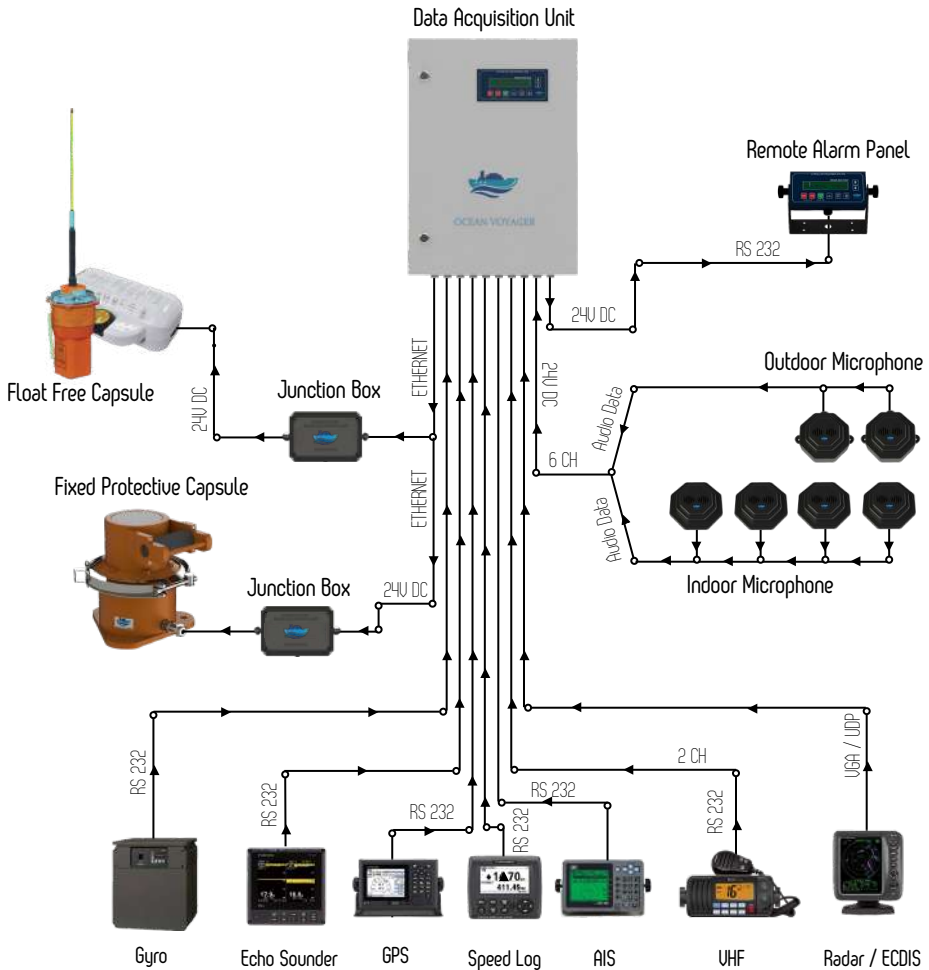 Data Acquisition Unit
OCEAN VOYAGER
Remote Alarm Panel
RS 232
24V DC
Float Free Capsule
24V DC
Junction Box
ETHERNET
24V DC
Outdoor Microphone
Audio Data
6 CH
Audio Data
Indoor Microphone
Fixed Protective Capsule
ETHERNET
Junction Box
24V DC
RS 232
RS 232
RS 232
RS 232
RS 232
2 CH
RS 232
VGA / UDP
411.45
16
Gyro
Echo Sounder
GPS
Speed Log
AIS
VHF
Radar / ECDIS